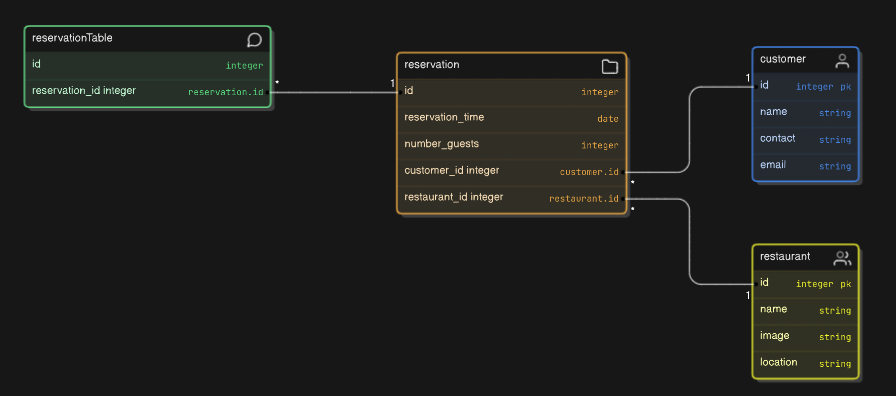 reservationTable
id integer
reservation_id integer reservation.id
*
1
reservation
id integer
reservation_time date
number_guests integer
customer_id integer customer.id
*
restaurant_id integer restaurant.id
*
1
customer
id integer pk
name string
contact string
email string
restaurant
id integer pk
1
name string
image string
location string